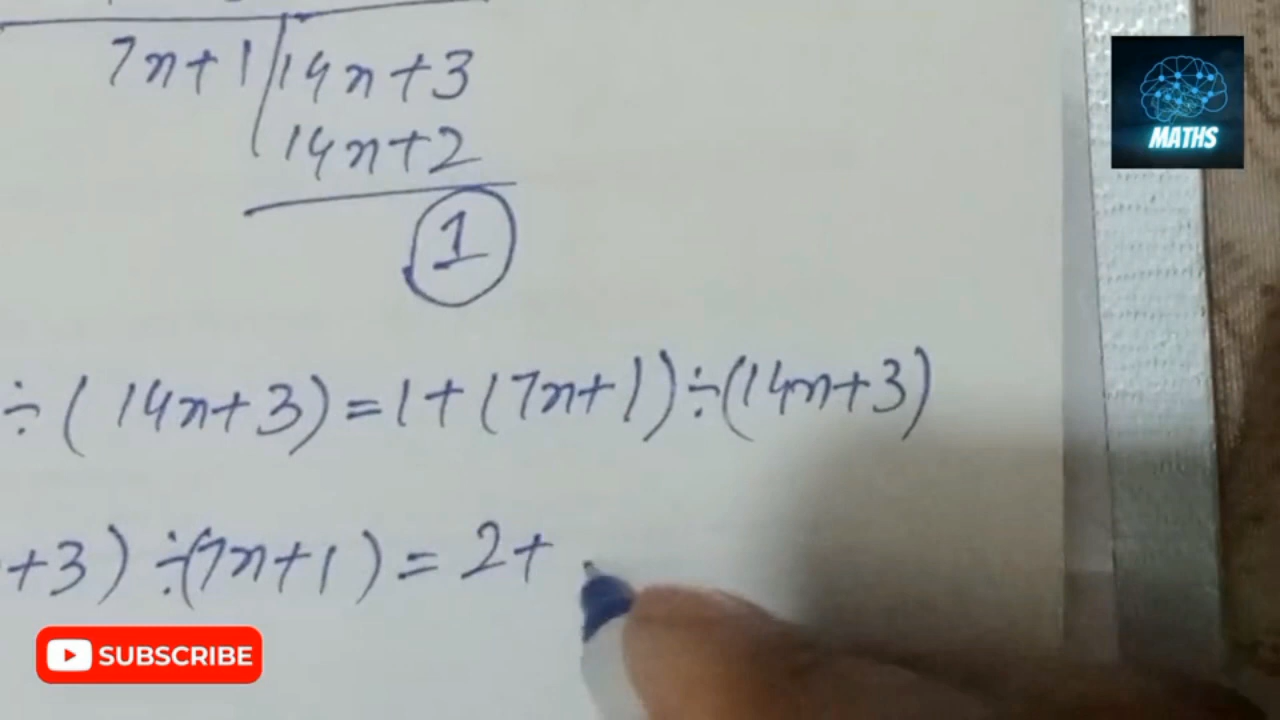 7n+1 14n+3
14n+2
1
÷(14n+3)=1+(7n+1)÷(14n+3)
+3)÷(7n+1)=2+
MATHS
SUBSCRIBE